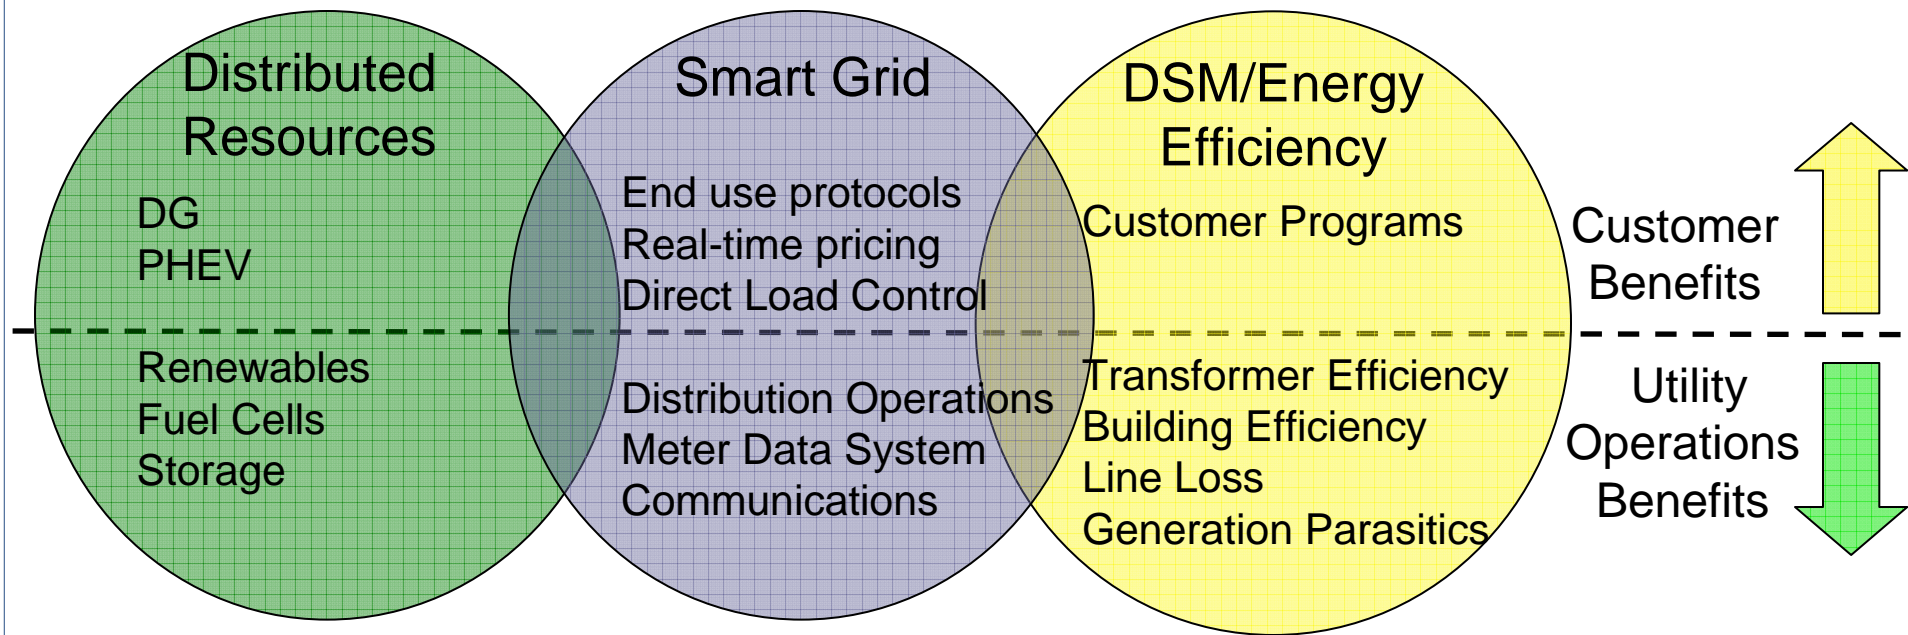 Distributed
Resources
DG
PHEV
Renewables
Fuel Cells
Storage
Smart Grid
End use protocols
Real-time pricing
Direct Load Control
Distribution Operations
Meter Data System
Communications
DSM/Energy
Efficiency
Customer Programs
Transformer Efficiency
Building Efficiency
Line Loss
Generation Parasitics
Customer
Benefits
Utility
Operations
Benefits